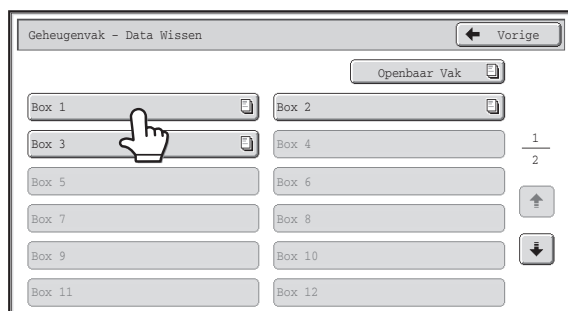 Geheugenvak - Data Wissen
Vorige
Openbaar Vak
Box 1
Box 2
Box 3
Box 4
1
2
Box 5
Box 6
Box 7
Box 8
Box 9
Box 10
Box 11
Box 12